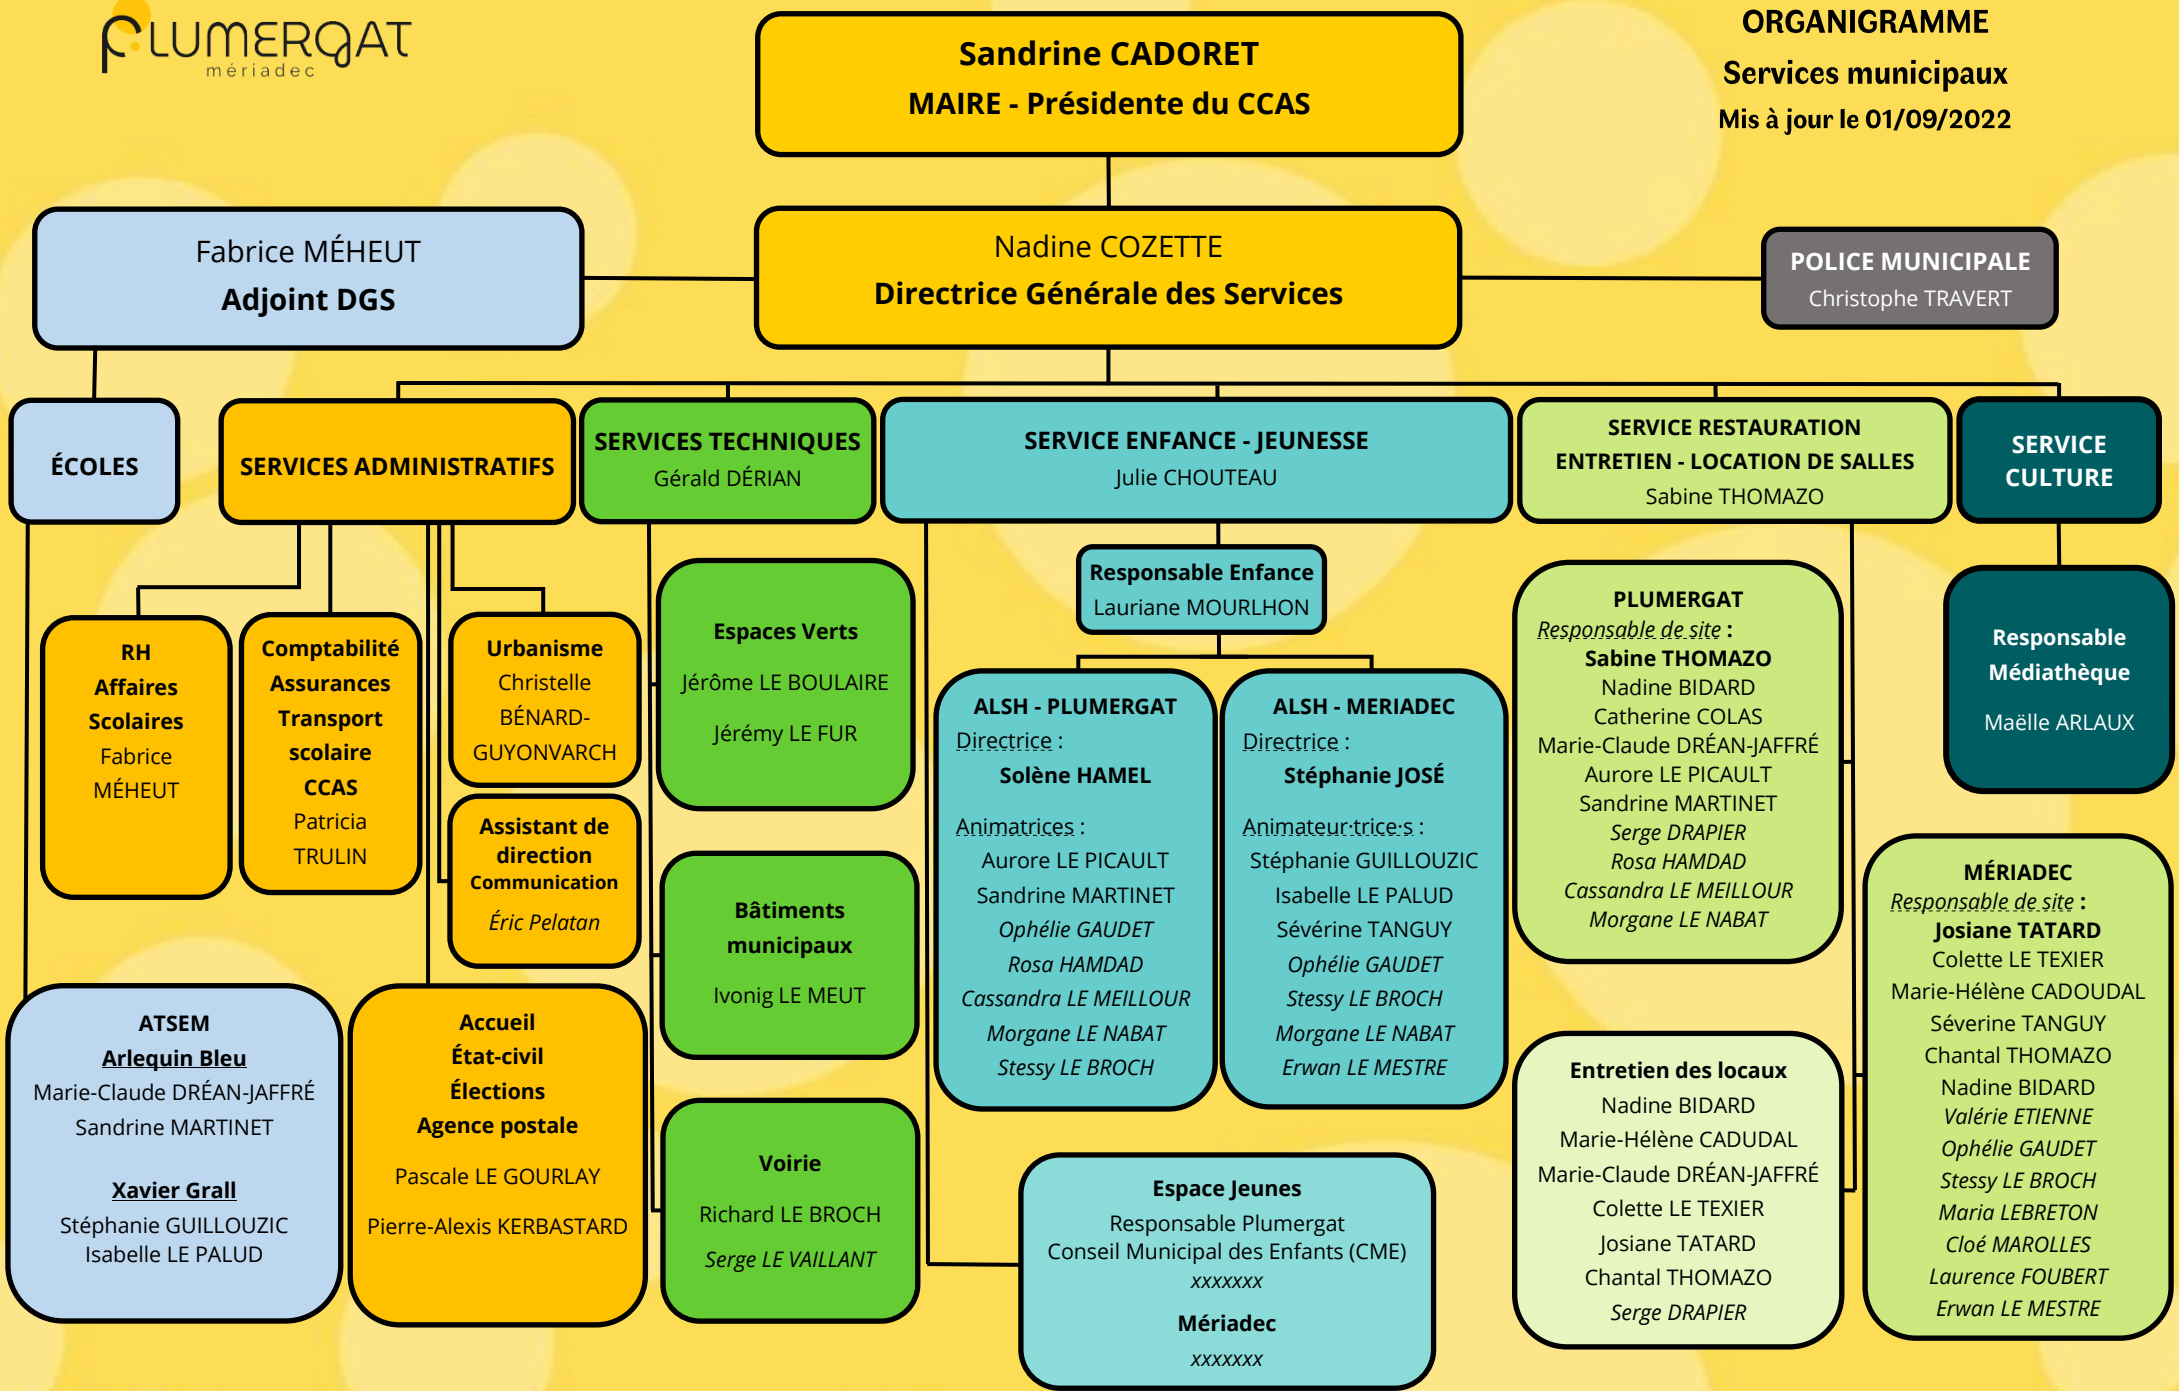 PLUMERGAT
mériadec
Sandrine CADORET
MAIRE - Présidente du CCAS
ORGANIGRAMME
Services municipaux
Mis à jour le 01/09/2022
Fabrice MÉHEUT
Adjoint DGS
Nadine COZETTE
Directrice Générale des Services
POLICE MUNICIPALE
Christophe TRAVERT
ÉCOLES
SERVICES ADMINISTRATIFS
SERVICES TECHNIQUES
Gérald DÉRIAN
SERVICE ENFANCE - JEUNESSE
Julie CHOUTEAU
SERVICE RESTAURATION
ENTRETIEN - LOCATION DE SALLES
Sabine THOMAZO
SERVICE
CULTURE
RH
Affaires
Scolaires
Fabrice
MÉHEUT
Comptabilité
Assurances
Transport
scolaire
CCAS
Patricia
TRULIN
Urbanisme
Christelle
BÉNARD-
GUYONVARCH
Assistant de
direction
Communication
Éric Pelatan
Espaces Verts
Jérôme LE BOULAIRE
Jérémy LE FUR
Bâtiments
municipaux
Ivonig LE MEUT
Voirie
Richard LE BROCH
Serge LE VAILLANT
Responsable Enfance
Lauriane MOURLHON
ALSH - PLUMERGAT
Directrice :
Solène HAMEL
Animatrices :
Aurore LE PICAULT
Sandrine MARTINET
Ophélie GAUDET
Rosa HAMDAD
Cassandra LE MEILLOUR
Morgane LE NABAT
Stessy LE BROCH
ALSH - MERIADEC
Directrice :
Stéphanie JOSÉ
Animateur·trice·s :
Stéphanie GUILLOUZIC
Isabelle LE PALUD
Sévérine TANGUY
Ophélie GAUDET
Stessy LE BROCH
Morgane LE NABAT
Erwan LE MESTRE
PLUMERGAT
Responsable de site :
Sabine THOMAZO
Nadine BIDARD
Catherine COLAS
Marie-Claude DRÉAN-JAFFRÉ
Aurore LE PICAULT
Sandrine MARTINET
Serge DRAPIER
Rosa HAMDAD
Cassandra LE MEILLOUR
Morgane LE NABAT
Responsable
Médiathèque
Maëlle ARLAUX
MÉRIADEC
Responsable de site :
Josiane TATARD
Colette LE TEXIER
Marie-Hélène CADOUDAL
Séverine TANGUY
Chantal THOMAZO
Nadine BIDARD
Valérie ETIENNE
Ophélie GAUDET
Stessy LE BROCH
Maria LEBRETON
Cloé MAROLLES
Laurence FOUBERT
Erwan LE MESTRE
ATSEM
Arlequin Bleu
Marie-Claude DRÉAN-JAFFRÉ
Sandrine MARTINET
Xavier Grall
Stéphanie GUILLOUZIC
Isabelle LE PALUD
Accueil
État-civil
Élections
Agence postale
Pascale LE GOURLAY
Pierre-Alexis KERBASTARD
Espace Jeunes
Responsable Plumergat
Conseil Municipal des Enfants (CME)
xxxxxxx
Mériadec
xxxxxxx
Entretien des locaux
Nadine BIDARD
Marie-Hélène CADUDAL
Marie-Claude DRÉAN-JAFFRÉ
Colette LE TEXIER
Josiane TATARD
Chantal THOMAZO
Serge DRAPIER